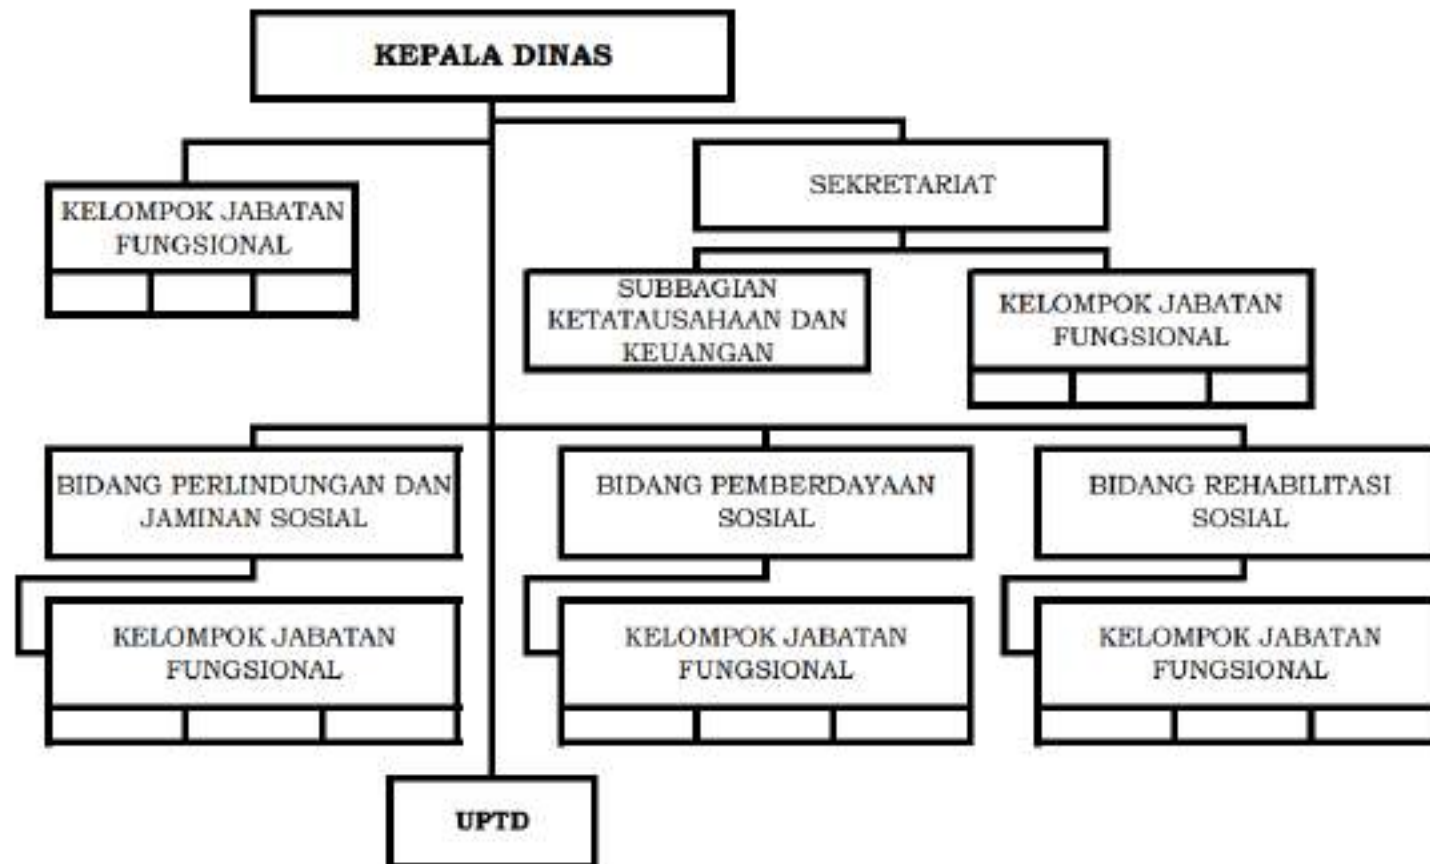 KEPALA DINAS
SEKRETARIAT
KELOMPOK JABATAN
FUNGSIONAL
SUBBAGIAN
KETATAUSAHAAN DAN
KEUANGAN
KELOMPOK JABATAN
FUNGSIONAL
BIDANG PERLINDUNGAN DAN
JAMINAN SOSIAL
BIDANG PEMBERDAYAAN
SOSIAL
BIDANG REHABILITASI
SOSIAL
KELOMPOK JABATAN
FUNGSIONAL
KELOMPOK JABATAN
FUNGSIONAL
KELOMPOK JABATAN
FUNGSIONAL
UPTD